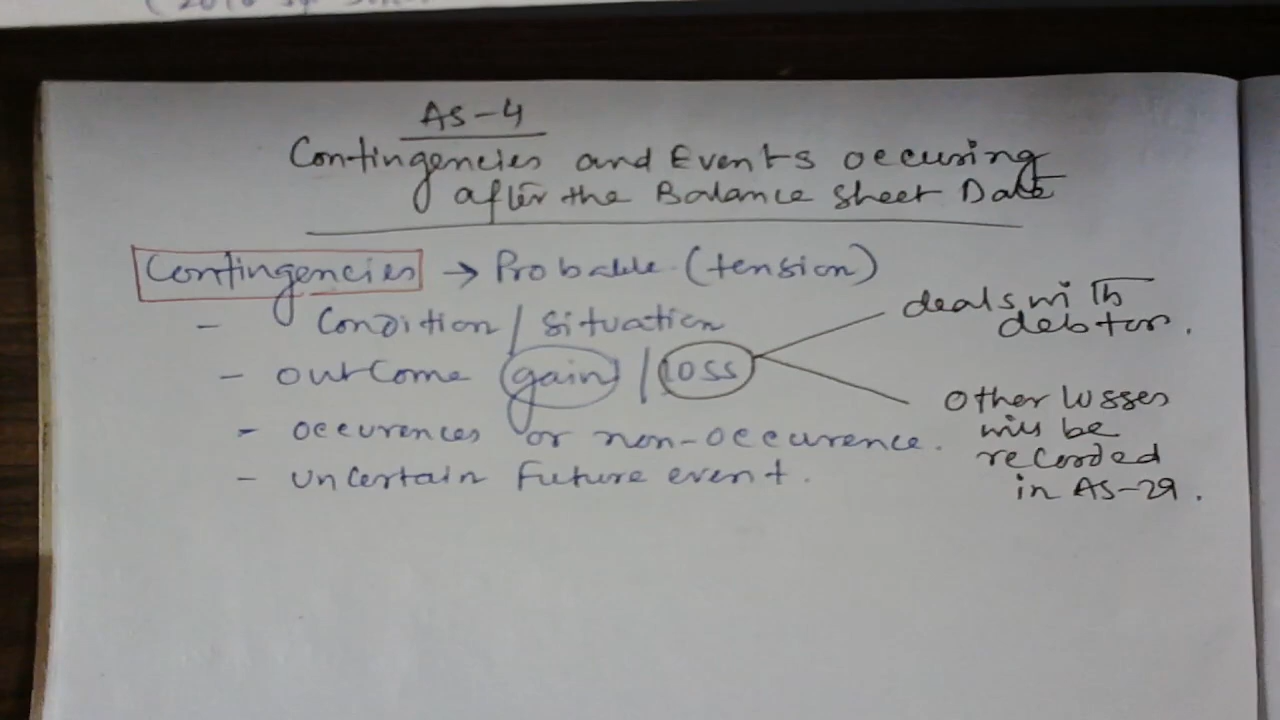 AS-4
Contingencies and Events occuring
after the Balance Sheet Date
Contingencies → Probable (tension)
- Condition / Situation
- outcome gain / loss
- occurences or non-occurence.
- uncertain future event.
deals with
debtors.
other losses
will be
recorded
in AS-29.